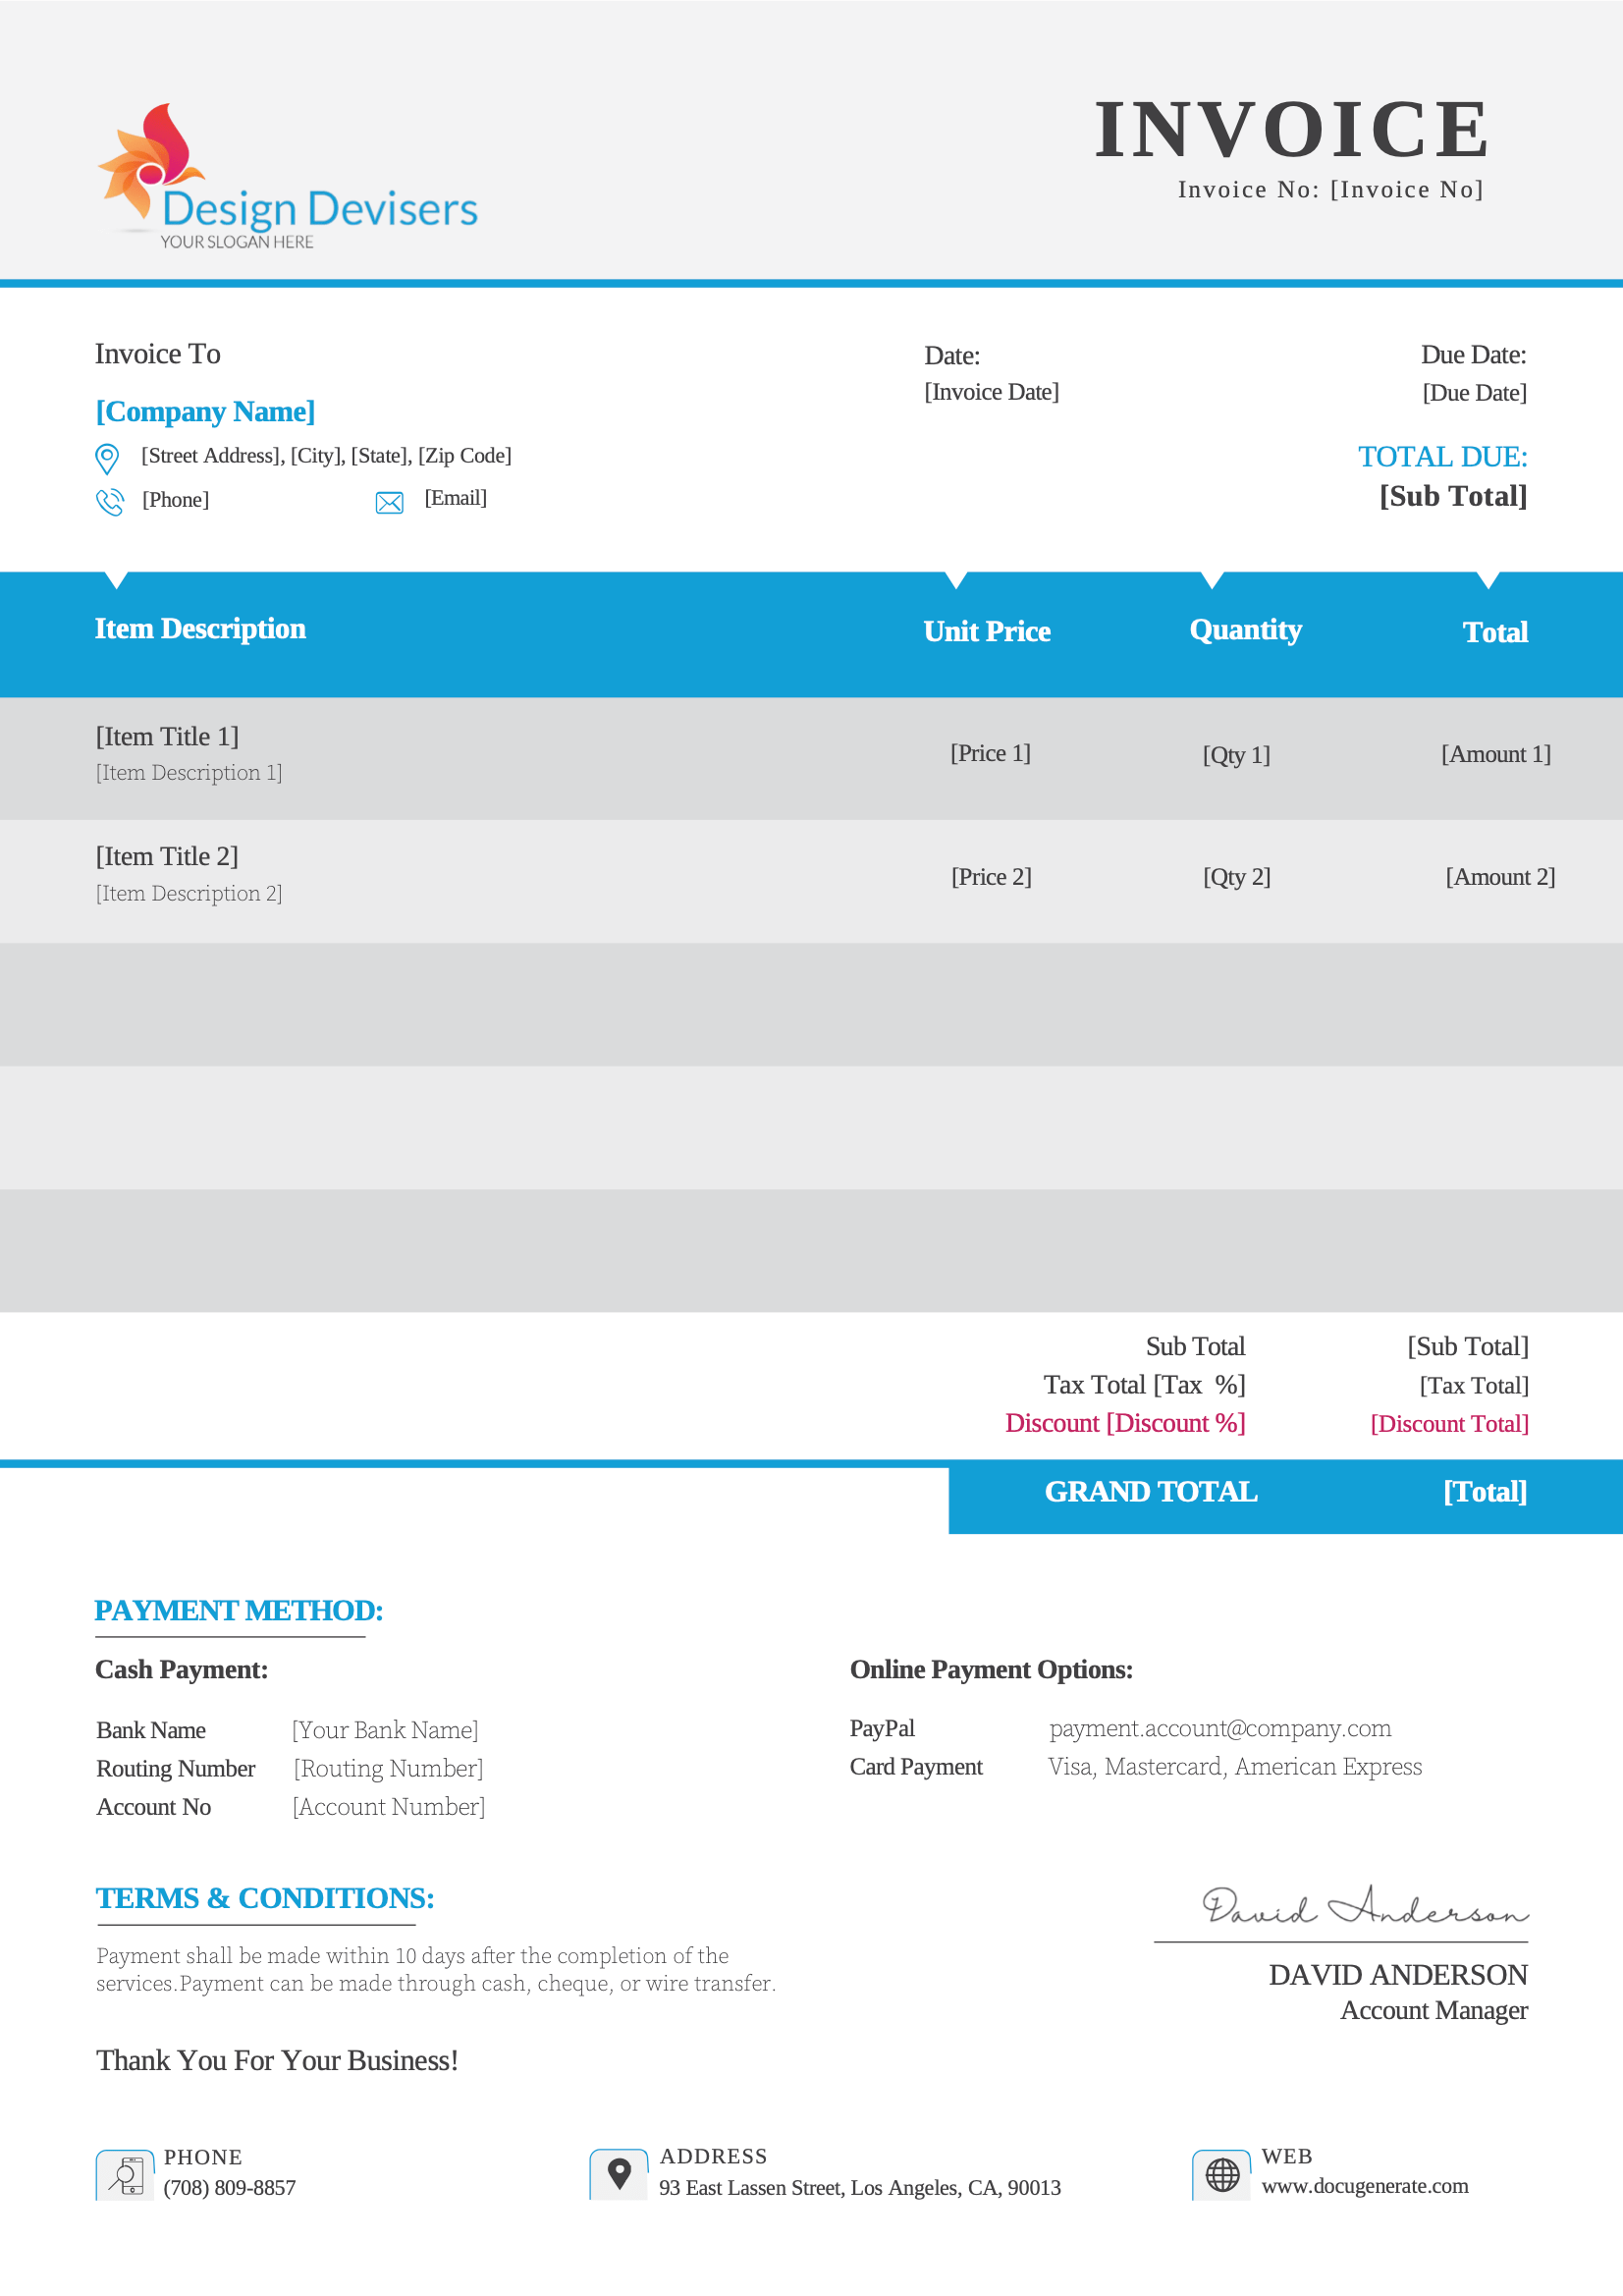 Design Devisers
YOUR SLOGAN HERE
INVOICE
Invoice No: [Invoice No]
Invoice To
[Company Name]
[Street Address], [City], [State], [Zip Code]
[Phone]
[Email]
Date:
[Invoice Date]
Due Date:
[Due Date]
TOTAL DUE:
[Sub Total]
Item Description Unit Price Quantity Total
[Item Title 1]
[Item Description 1]
[Price 1] [Qty 1] [Amount 1]
[Item Title 2]
[Item Description 2]
[Price 2] [Qty 2] [Amount 2]
Sub Total [Sub Total]
Tax Total [Tax  %] [Tax Total]
Discount [Discount %] [Discount Total]
GRAND TOTAL [Total]
PAYMENT METHOD:
Cash Payment:
Bank Name [Your Bank Name]
Routing Number [Routing Number]
Account No [Account Number]
Online Payment Options:
PayPal payment.account@company.com
Card Payment Visa, Mastercard, American Express
TERMS & CONDITIONS:
Payment shall be made within 10 days after the completion of the
services.Payment can be made through cash, cheque, or wire transfer.
David Anderson
DAVID ANDERSON
Account Manager
Thank You For Your Business!
PHONE
(708) 809-8857
ADDRESS
93 East Lassen Street, Los Angeles, CA, 90013
WEB
www.docugenerate.com